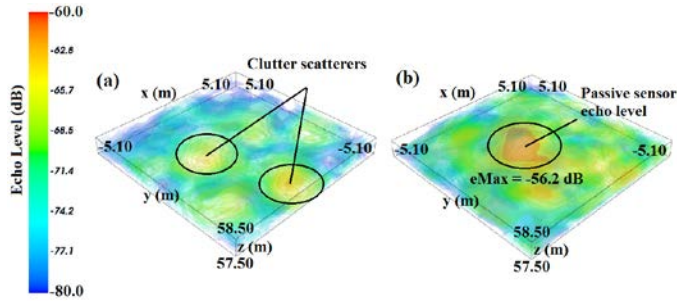 Echo Level (dB)
-60.0
-65.7
-68.5
-71.4
-74.2
-77.1
-80.0
(a)
Clutter scatterers
x (m)
5.10
5.10
-5.10
-5.10
y (m)
58.50
z (m)
57.50
(b)
Passive sensor
echo level
x (m)
5.10
5.10
-5.10
-5.10
eMax = -56.2 dB
y (m)
58.50
z (m)
57.50